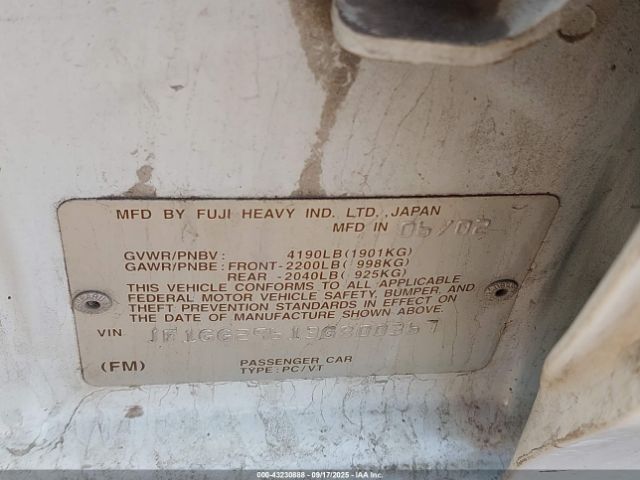 MFD BY FUJI HEAVY IND. LTD.,JAPAN
MFD IN 05/02
GVWR/PNBV: 4190LB(1901KG)
GAWR/PNBE: FRONT-2200LB( 998KG)
REAR -2040LB( 925KG)
THIS VEHICLE CONFORMS TO ALL APPLICABLE
FEDERAL MOTOR VEHICLE SAFETY, BUMPER, AND
THEFT PREVENTION STANDARDS IN EFFECT ON
THE DATE OF MANUFACTURE SHOWN ABOVE.
VIN
(FM) PASSENGER CAR
TYPE:PC/VT
000-43230888 - 09/17/2025 - IAAI, Inc.